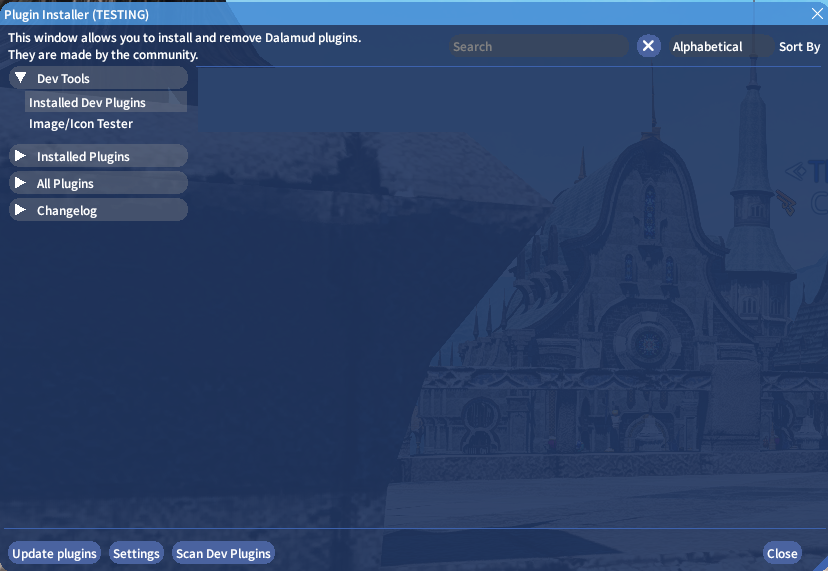 Plugin Installer (TESTING)
This window allows you to install and remove Dalamud plugins.
They are made by the community.
Search
Alphabetical
Sort By
Dev Tools
Installed Dev Plugins
Image/Icon Tester
Installed Plugins
All Plugins
Changelog
Update plugins
Settings
Scan Dev Plugins
Close